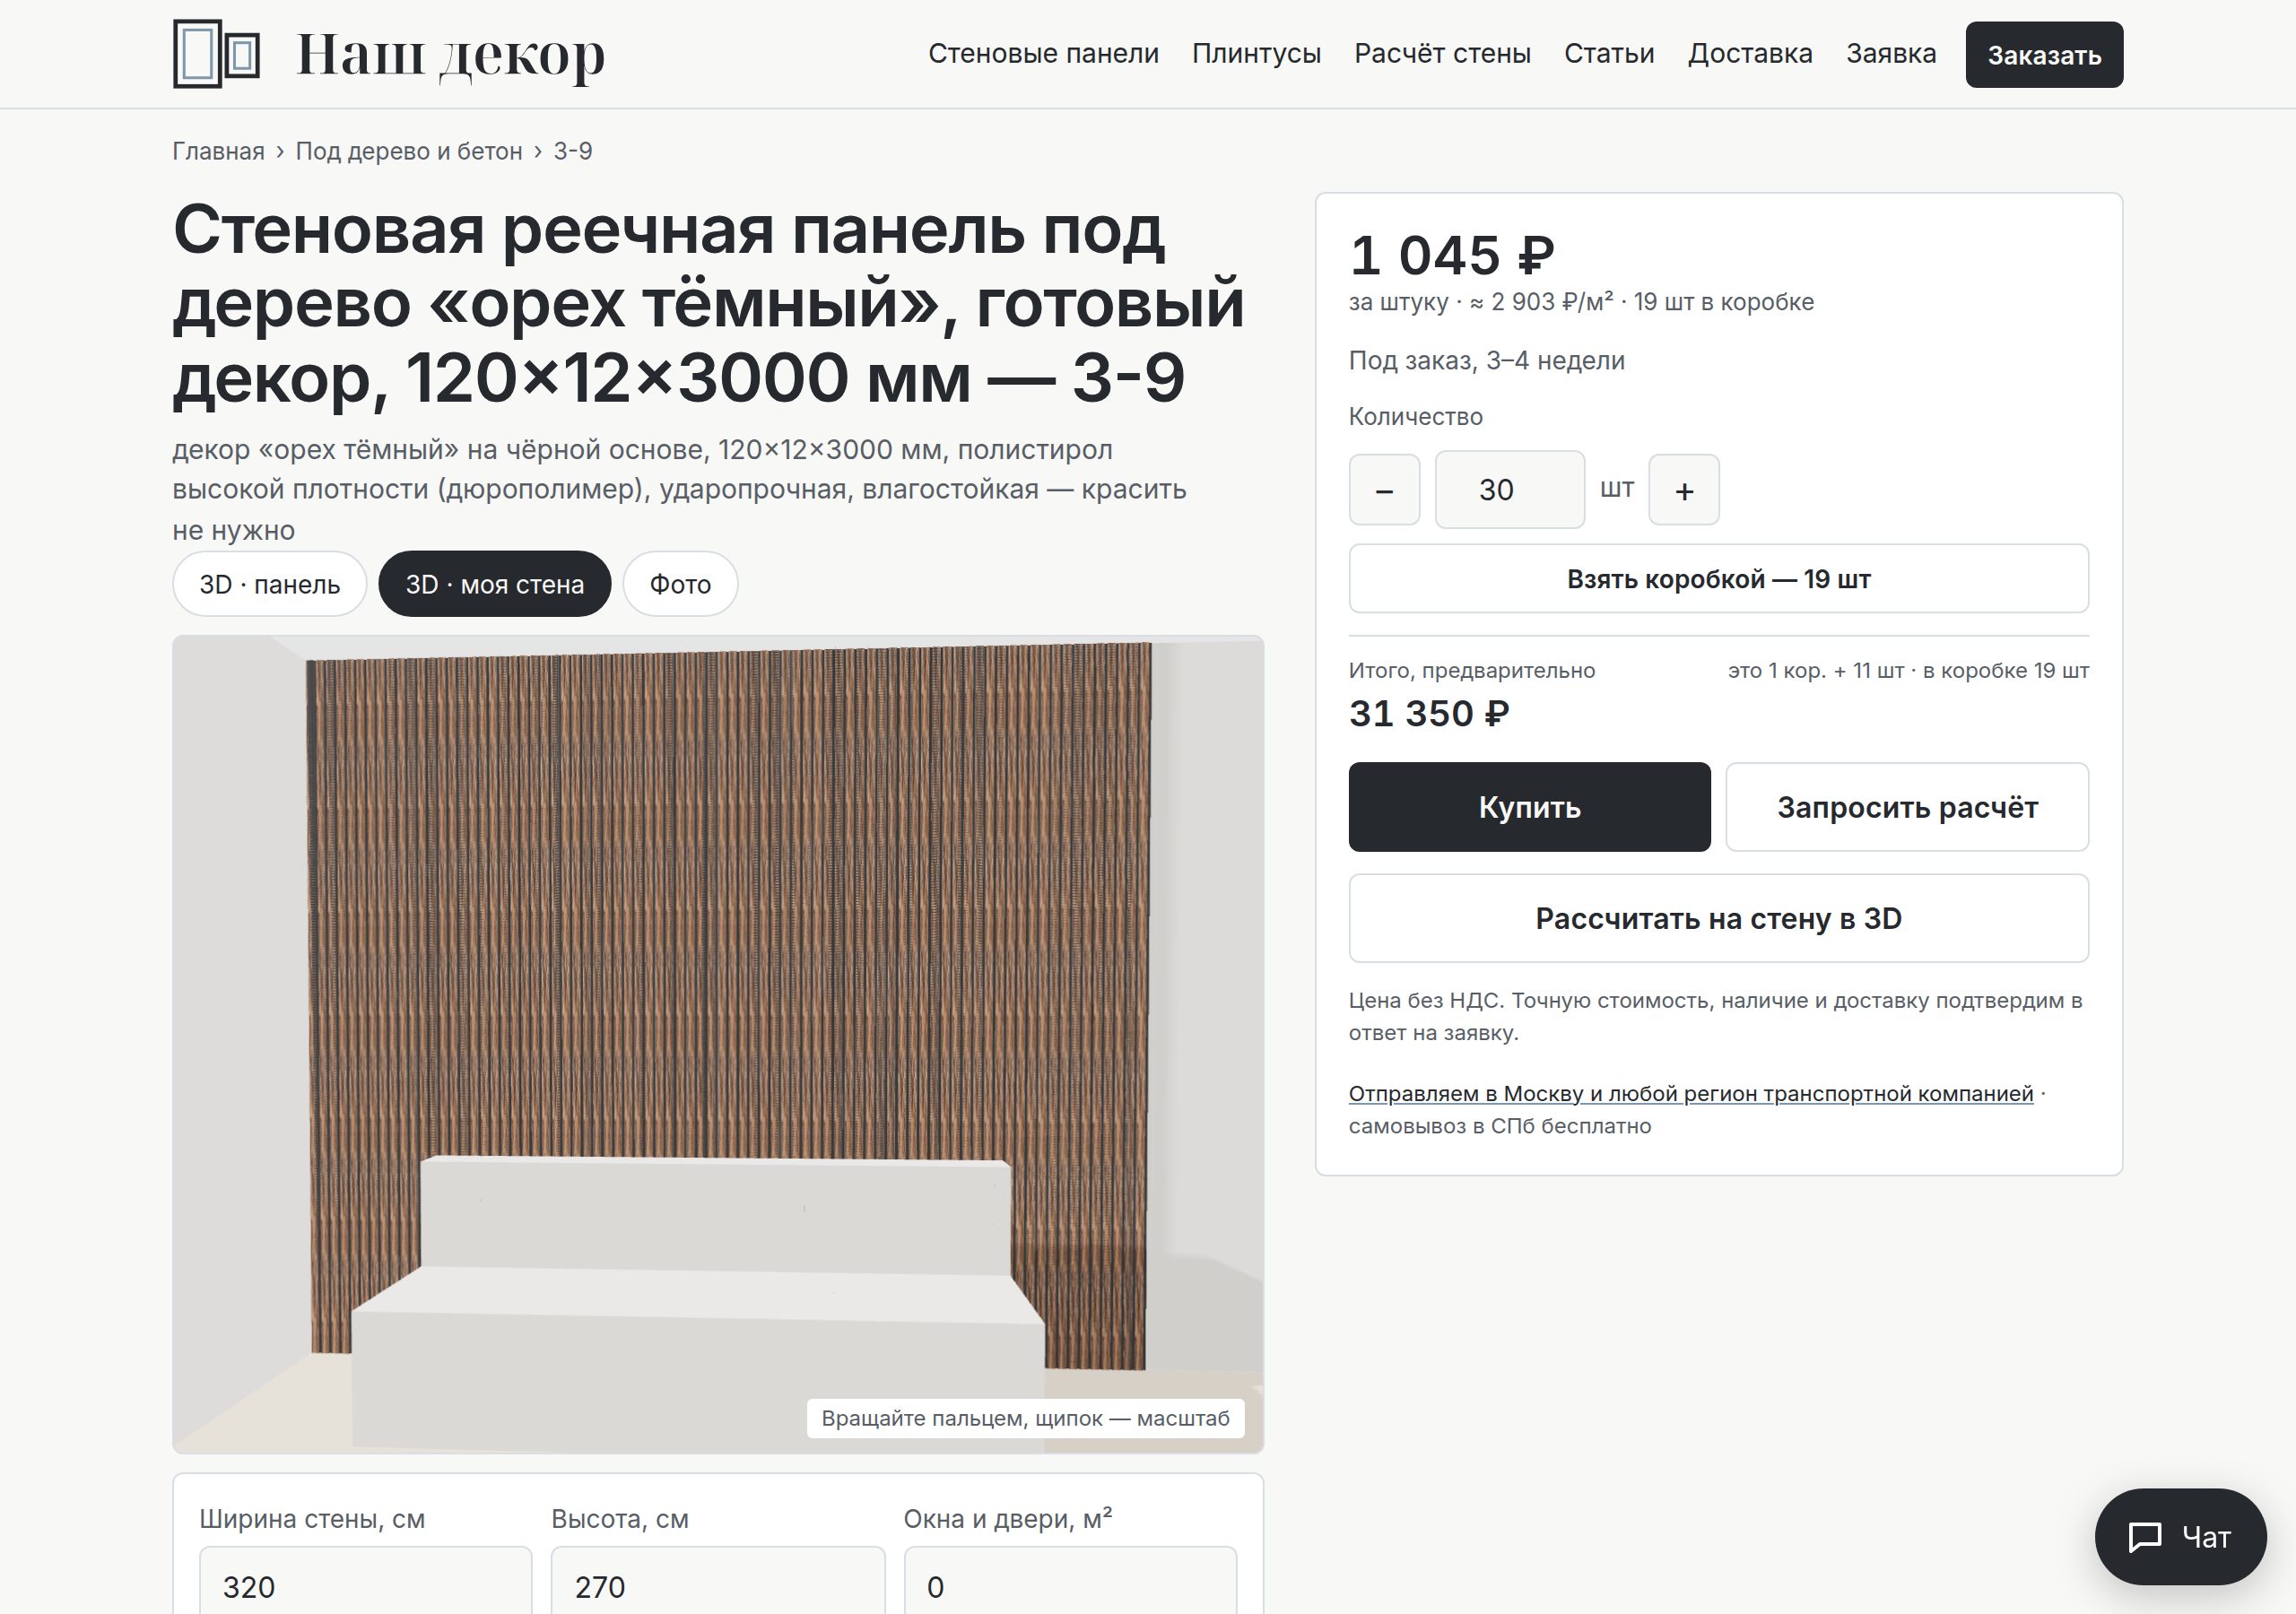 Наш декор
Стеновые панели Плинтусы Расчёт стены Статьи Доставка Заявка Заказать
Главная › Под дерево и бетон › 3-9
Стеновая реечная панель под
дерево «орех тёмный», готовый
декор, 120×12×3000 мм — 3-9
декор «орех тёмный» на чёрной основе, 120×12×3000 мм, полистирол
высокой плотности (дюрополимер), ударопрочная, влагостойкая — красить
не нужно
3D · панель 3D · моя стена Фото
Вращайте пальцем, щипок — масштаб
Ширина стены, см Высота, см Окна и двери, м²
320 270 0
1 045 ₽
за штуку · ≈ 2 903 ₽/м² · 19 шт в коробке
Под заказ, 3–4 недели
Количество
− 30 шт +
Взять коробкой — 19 шт
Итого, предварительно это 1 кор. + 11 шт · в коробке 19 шт
31 350 ₽
Купить Запросить расчёт
Рассчитать на стену в 3D
Цена без НДС. Точную стоимость, наличие и доставку подтвердим в
ответ на заявку.
Отправляем в Москву и любой регион транспортной компанией ·
самовывоз в СПб бесплатно
Чат